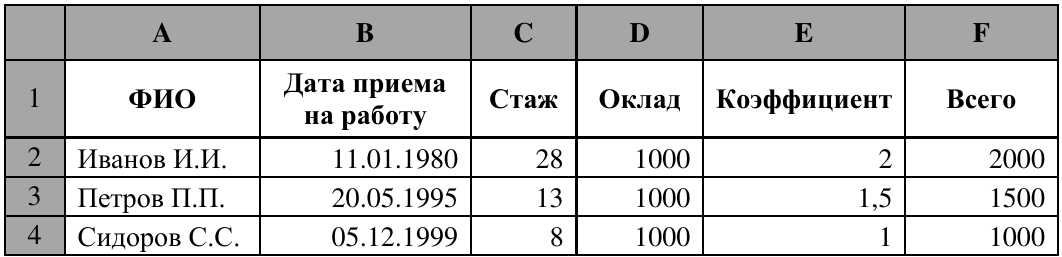 A B C D E F
1 ФИО Дата приема на работу Стаж Оклад Коэффициент Всего
2 Иванов И.И. 11.01.1980 28 1000 2 2000
3 Петров П.П. 20.05.1995 13 1000 1,5 1500
4 Сидоров С.С. 05.12.1999 8 1000 1 1000